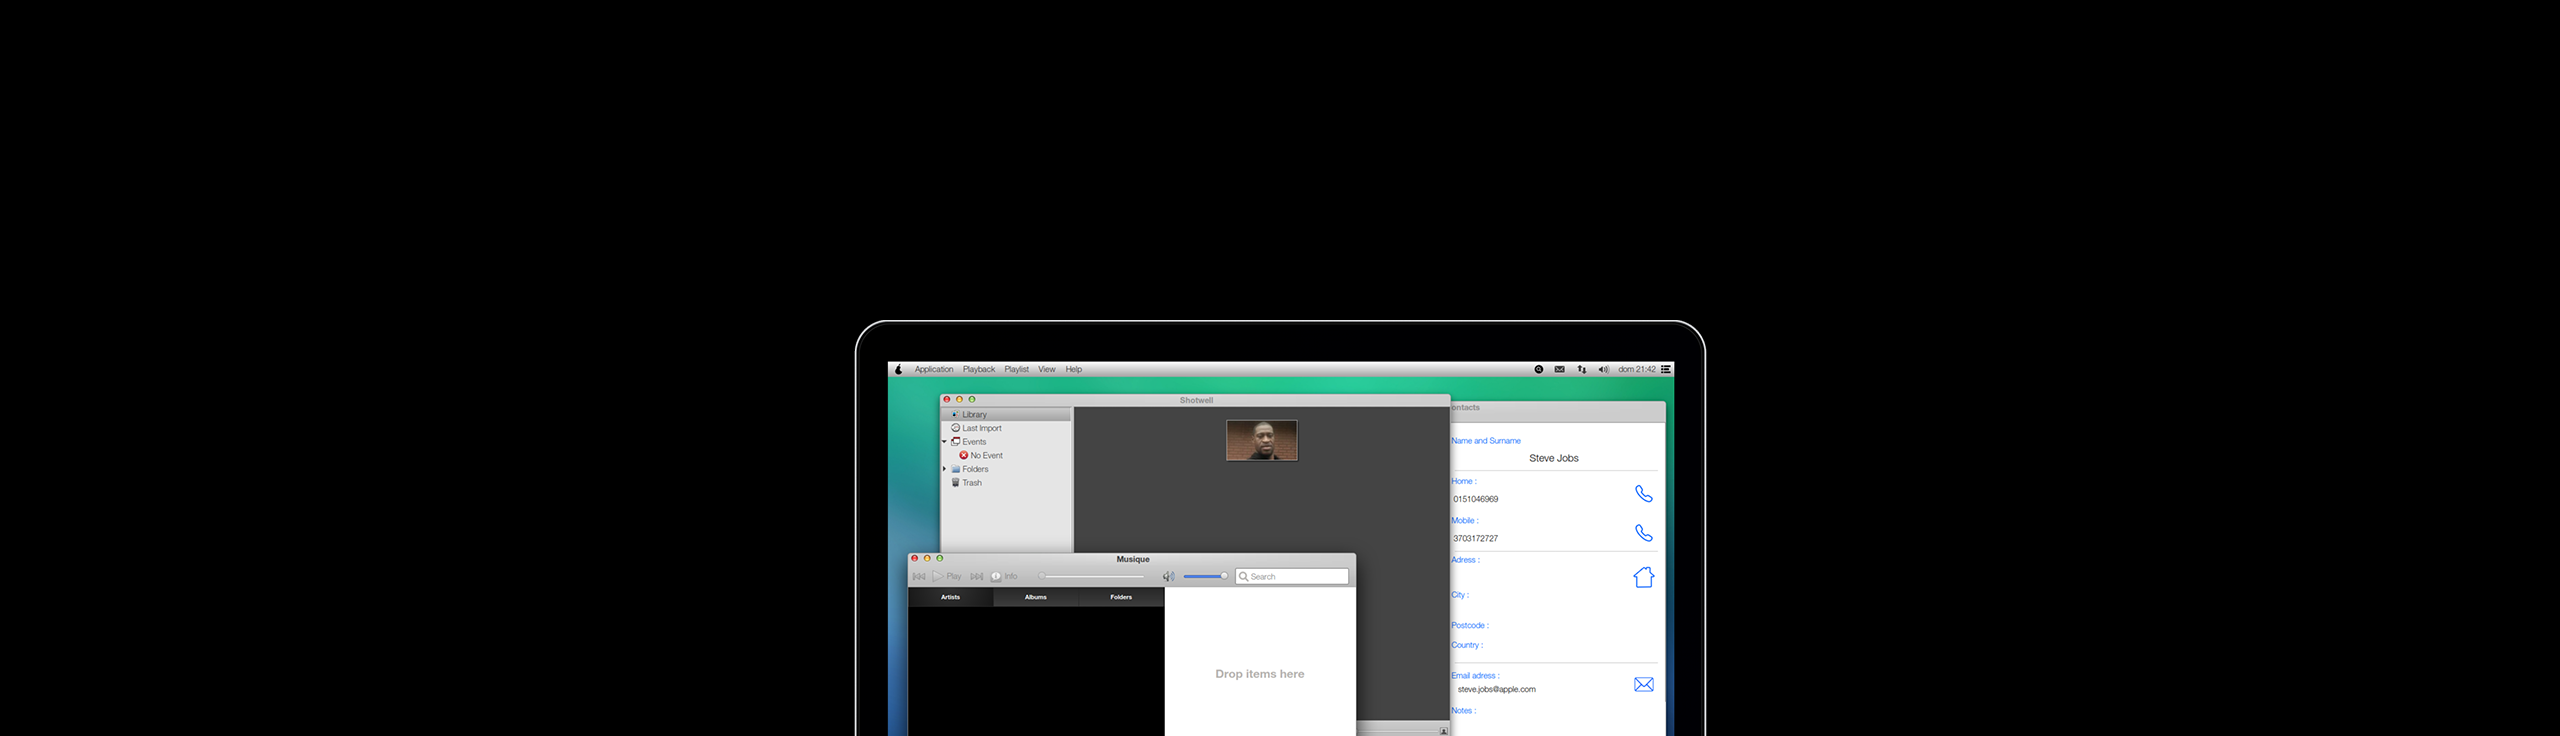 Application Playback Playlist View Help
dom 21:42
Shotwell
Library
Last Import
Events
No Event
Folders
Trash
ontacts
Name and Surname
Steve Jobs
Home :
0151046969
Mobile :
3703172727
Adress :
City :
Postcode :
Country :
Email adress :
steve.jobs@apple.com
Notes :
Musique
Play Info Search
Artists Albums Folders
Drop items here